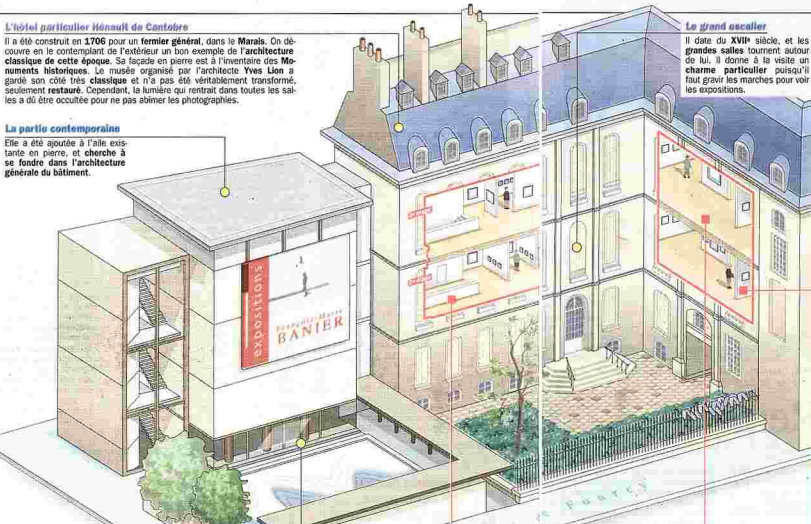 L'hôtel particulier Hénault de Cantobre
Il a été construit en 1706 pour un fermier général, dans le Marais. On dé-
couvre en le contemplant de l'extérieur un bon exemple de l'architecture
classique de cette époque. Sa façade en pierre est à l'inventaire des Mo-
numents historiques. Le musée organisé par l'architecte Yves Lion a
gardé son côté très classique et n'a pas été véritablement transformé,
seulement restauré. Cependant, la lumière qui rentrait dans toutes les sal-
les a dû être occultée pour ne pas abîmer les photographies.
La partie contemporaine
Elle a été ajoutée à l'aile exis-
tante en pierre, et cherche à
se fondre dans l'architecture
générale du bâtiment.
Le grand escalier
Il date du XVIIe siècle, et les
grandes salles tournent autour
de lui. Il donne à la visite un
charme particulier puisqu'il
faut gravir les marches pour voir
les expositions.
expositions
François-Marie
BANIER
Fourcy